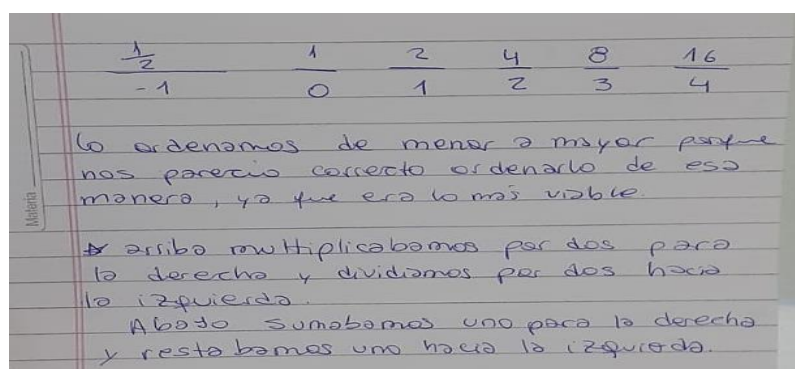 1/2 1 2 4 8 16
-1 0 1 2 3 4
Lo ordenamos de menor a mayor porque
nos parecio correcto ordenarlo de esa
manera, ya que era lo más viable.
arriba multiplicabamos por dos para
la derecha y dividiamos por dos hacia
la izquierda.
Abajo sumabamos uno para la derecha
y restabamos uno hacia la izquierda.
Materia